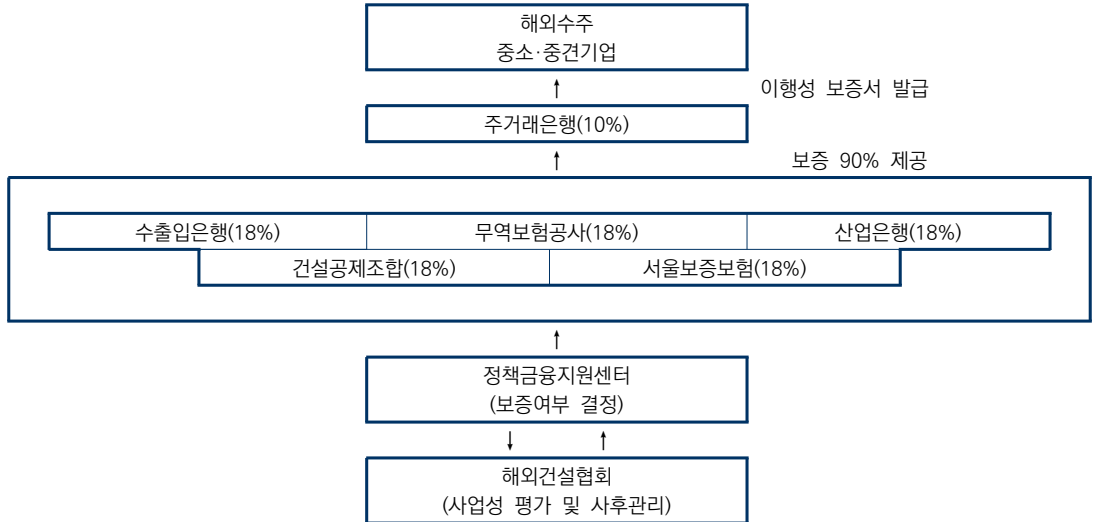 해외수주
중소·중견기업
이행성 보증서 발급
주거래은행(10%)
보증 90% 제공
수출입은행(18%) 무역보험공사(18%) 산업은행(18%)
건설공제조합(18%) 서울보증보험(18%)
정책금융지원센터
(보증여부 결정)
해외건설협회
(사업성 평가 및 사후관리)